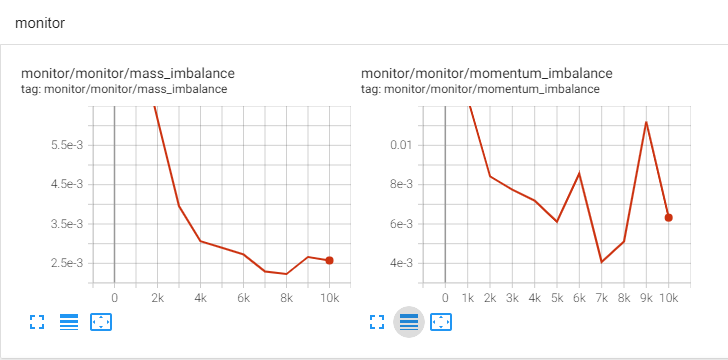 monitor
monitor/monitor/mass_imbalance
tag: monitor/monitor/mass_imbalance
5.5e-3
4.5e-3
3.5e-3
2.5e-3
0 2k 4k 6k 8k 10k
monitor/monitor/momentum_imbalance
tag: monitor/monitor/momentum_imbalance
0.01
8e-3
6e-3
4e-3
0 1k 2k 3k 4k 5k 6k 7k 8k 9k 10k